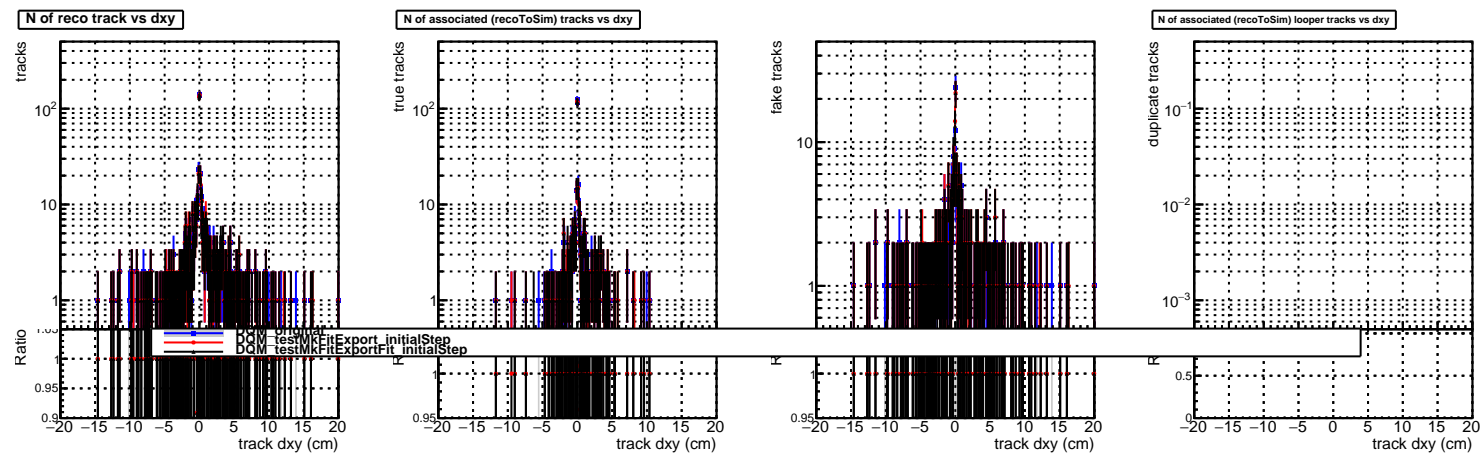 N of reco track vs dxy
tracks
10²
10
1
Ratio
1
0.95
0.9
−20 −15 −10 −5 0 5 10 15 20
track dxy (cm)
N of associated (recoToSim) tracks vs dxy
true tracks
10²
10
1
1
0.95
−20 −15 −10 −5 0 5 10 15 20
track dxy (cm)
fake tracks
10
1
1
0.95
−20 −15 −10 −5 0 5 10 15 20
track dxy (cm)
N of associated (recoToSim) looper tracks vs dxy
duplicate tracks
10⁻¹
10⁻²
10⁻³
0.5
0
−20 −15 −10 −5 0 5 10 15 20
track dxy (cm)
DQM_original
DQM_testMkFitExport_initialStep
DQM_testMkFitExportFit_initialStep